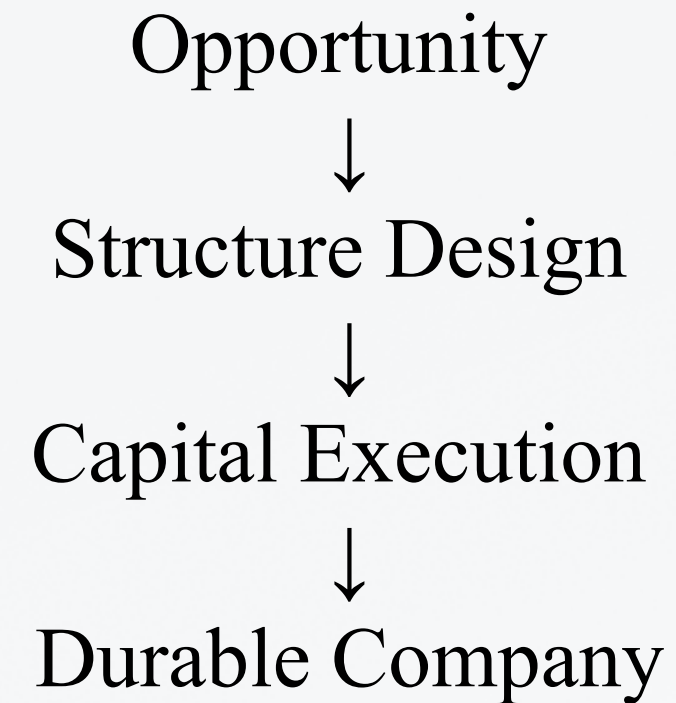 Opportunity
↓
Structure Design
↓
Capital Execution
↓
Durable Company